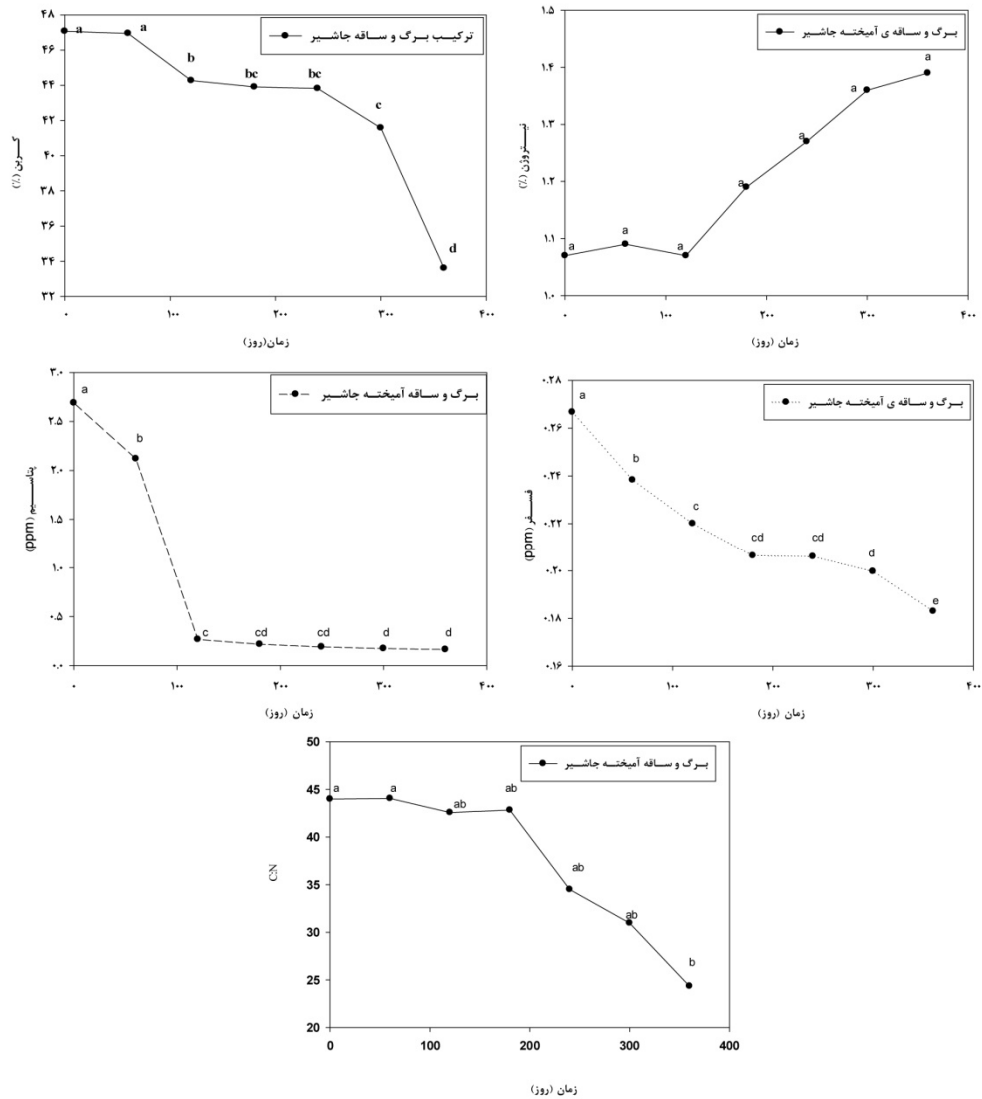 ۴۸
۴۶
۴۴
۴۲
۴۰
۳۸
۳۶
۳۴
۳۲
کربن (٪)
ترکیب برگ و ساقه جاشیر
a
a
b
bc
bc
c
d
۰
۱۰۰
۲۰۰
۳۰۰
۴۰۰
زمان(روز)
۱.۵
۱.۴
۱.۳
۱.۲
۱.۱
۱.۰
نیتروژن (٪)
برگ و ساقه ی آمیخته جاشیر
a
a
a
a
a
a
a
۰
۱۰۰
۲۰۰
۳۰۰
۴۰۰
زمان (روز)
۳.۰
۲.۵
۲.۰
۱.۵
۱.۰
۰.۵
۰.۰
پتاسیم (ppm)
برگ و ساقه آمیخته جاشیر
a
b
c
cd
cd
d
d
۰
۱۰۰
۲۰۰
۳۰۰
۴۰۰
زمان (روز)
۰.۲۸
۰.۲۶
۰.۲۴
۰.۲۲
۰.۲۰
۰.۱۸
۰.۱۶
فسفر (ppm)
برگ و ساقه ی آمیخته جاشیر
a
b
c
cd
cd
d
e
۰
۱۰۰
۲۰۰
۳۰۰
۴۰۰
زمان (روز)
50
45
40
35
30
25
20
C:N
برگ و ساقه آمیخته جاشیر
a
a
ab
ab
ab
ab
b
0
100
200
300
400
زمان (روز)